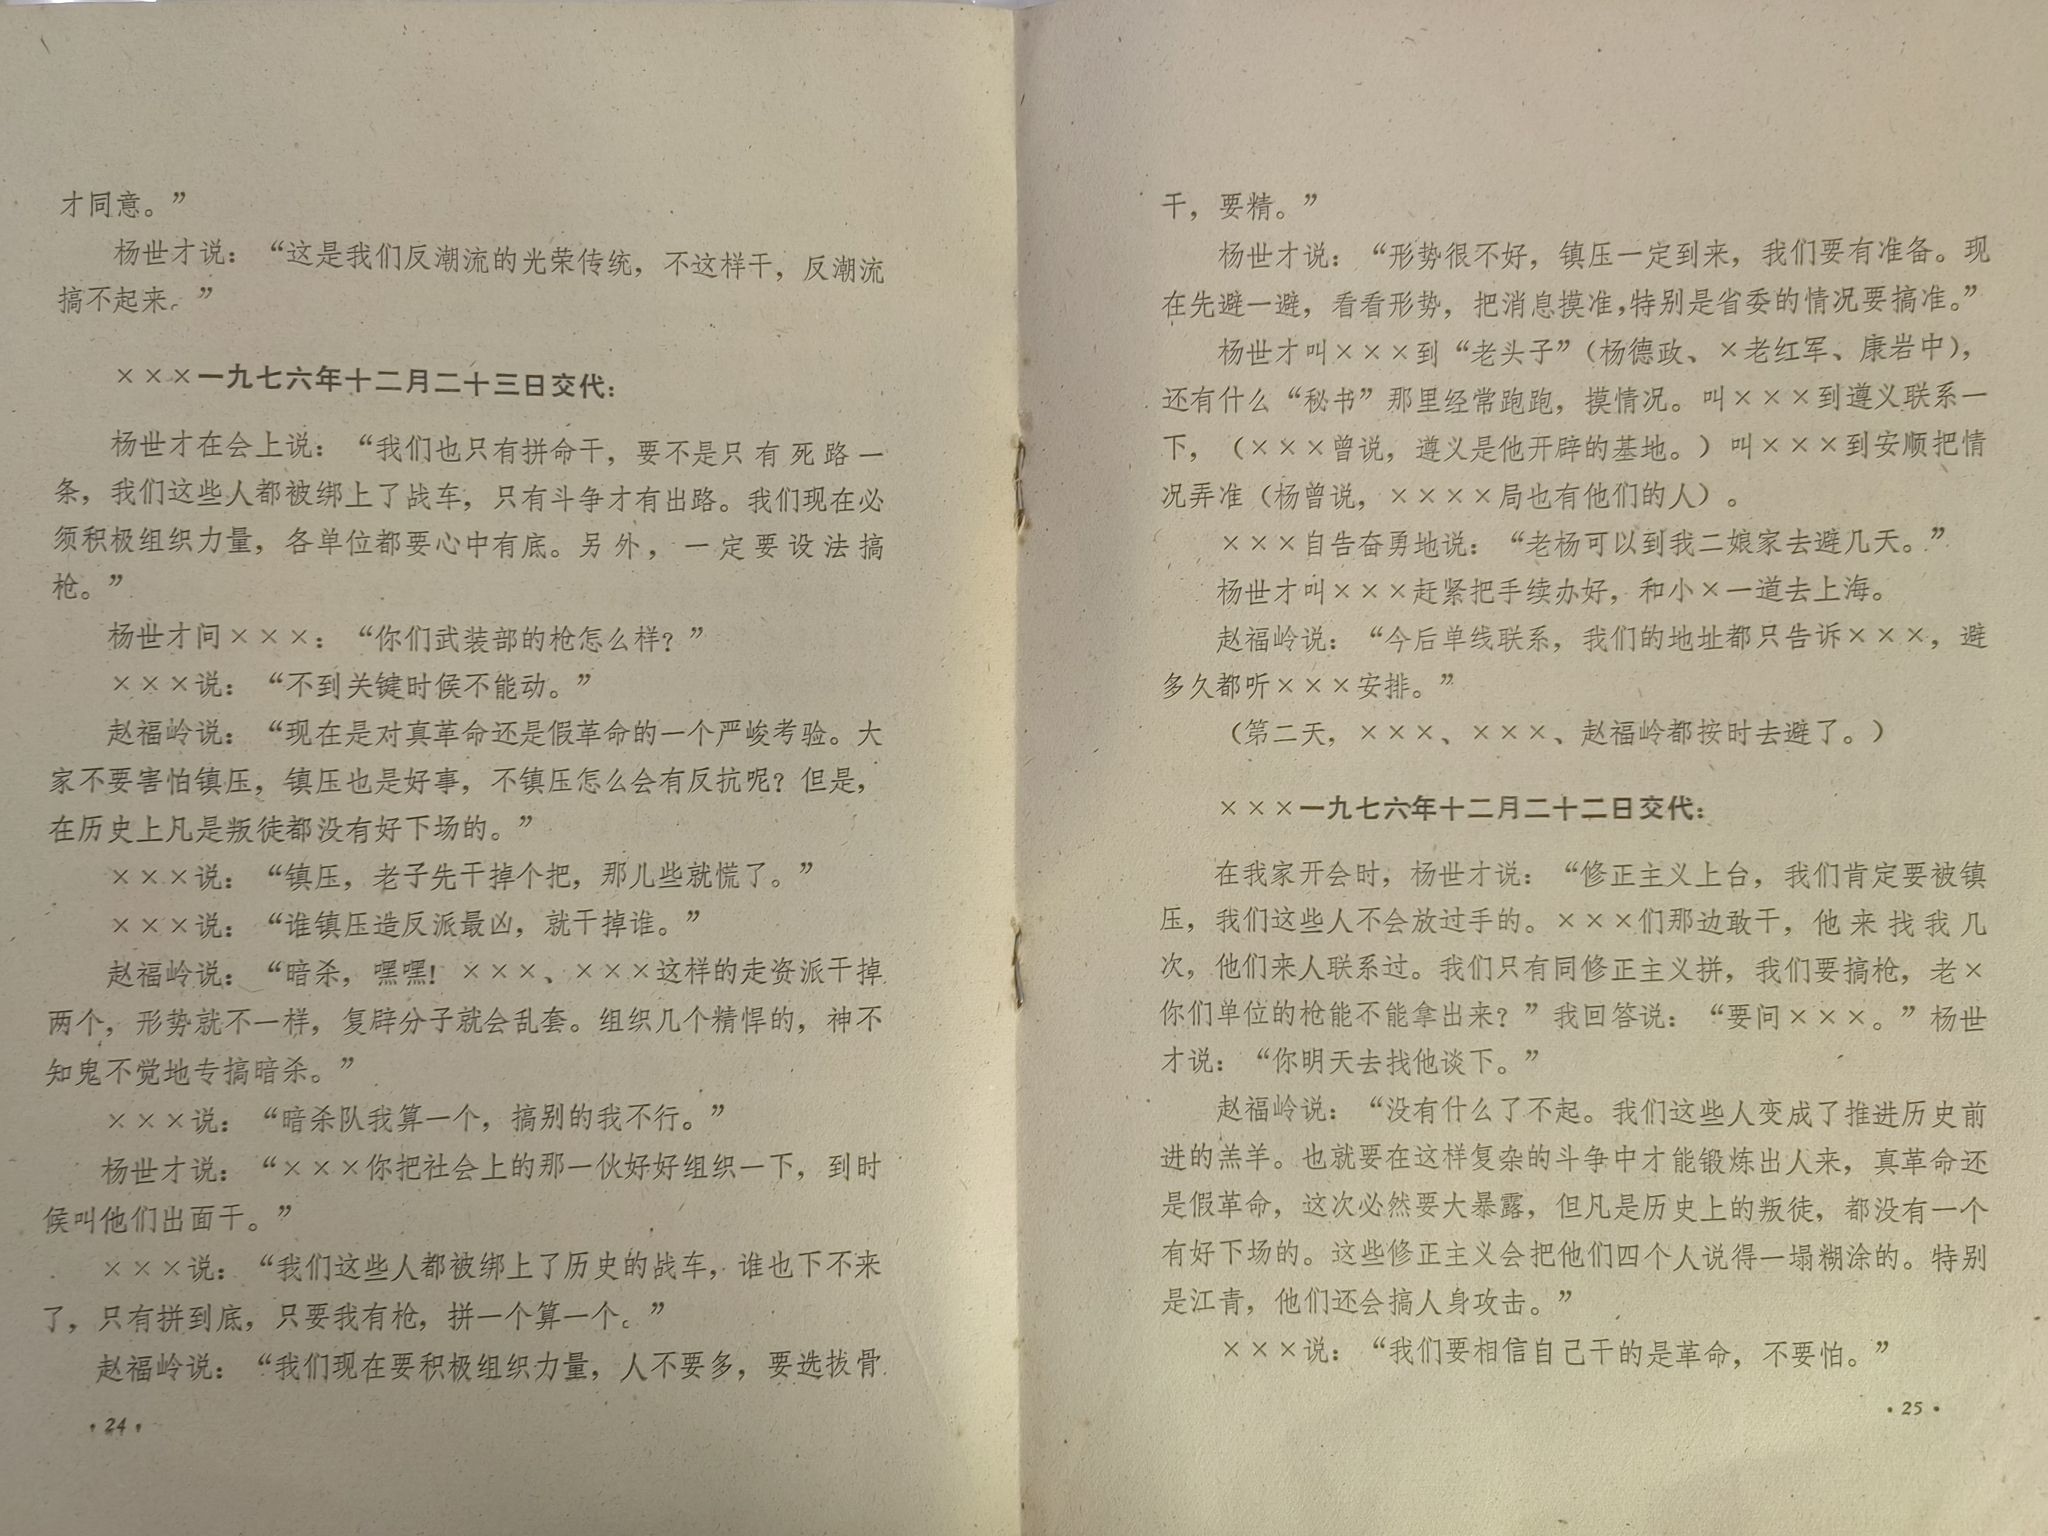 才同意。”
杨世才说：“这是我们反潮流的光荣传统，不这样干，反潮流
搞不起来。”
×××一九七六年十二月二十三日交代：
杨世才在会上说：“我们也只有拼命干，要不是只有死路一
条，我们这些人都被绑上了战车，只有斗争才有出路。我们现在必
须积极组织力量，各单位都要心中有底。另外，一定要设法搞
枪。”
杨世才问×××：“你们武装部的枪怎么样？”
×××说：“不到关键时侯不能动。”
赵福岭说：“现在是对真革命还是假革命的一个严峻考验。大
家不要害怕镇压，镇压也是好事，不镇压怎么会有反抗呢？但是，
在历史上凡是叛徒都没有好下场的。”
×××说：“镇压，老子先干掉个把，那儿些就慌了。”
×××说：“谁镇压造反派最凶，就干掉谁。”
赵福岭说：“暗杀，嘿嘿！×××、×××这样的走资派干掉
两个，形势就不一样，复辟分子就会乱套。组织几个精悍的，神不
知鬼不觉地专搞暗杀。”
×××说：“暗杀队我算一个，搞别的我不行。”
杨世才说：“×××你把社会上的那一伙好好组织一下，到时
侯叫他们出面干。”
×××说：“我们这些人都被绑上了历史的战车，谁也下不来
了，只有拼到底，只要我有枪，拼一个算一个。”
赵福岭说：“我们现在要积极组织力量，人不要多，要选拔骨
·24·
干，要精。”
杨世才说：“形势很不好，镇压一定到来，我们要有准备。现
在先避一避，看看形势，把消息摸准，特别是省委的情况要搞准。”
杨世才叫×××到“老头子”（杨德政、×老红军、康岩中），
还有什么“秘书”那里经常跑跑，摸情况。叫×××到遵义联系一
下，（×××曾说，遵义是他开辟的基地。）叫×××到安顺把情
况弄准（杨曾说，××××局也有他们的人）。
×××自告奋勇地说：“老杨可以到我二娘家去避几天。”
杨世才叫×××赶紧把手续办好，和小×一道去上海。
赵福岭说：“今后单线联系，我们的地址都只告诉×××，避
多久都听×××安排。”
（第二天，×××、×××、赵福岭都按时去避了。）
×××一九七六年十二月二十二日交代：
在我家开会时，杨世才说：“修正主义上台，我们肯定要被镇
压，我们这些人不会放过手的。×××们那边敢干，他来找我几
次，他们来人联系过。我们只有同修正主义拼，我们要搞枪，老×
你们单位的枪能不能拿出来？”我回答说：“要问×××。”杨世
才说：“你明天去找他谈下。”
赵福岭说：“没有什么了不起。我们这些人变成了推进历史前
进的羔羊。也就要在这样复杂的斗争中才能锻炼出人来，真革命还
是假革命，这次必然要大暴露，但凡是历史上的叛徒，都没有一个
有好下场的。这些修正主义会把他们四个人说得一塌糊涂的。特别
是江青，他们还会搞人身攻击。”
×××说：“我们要相信自己干的是革命，不要怕。”
·25·